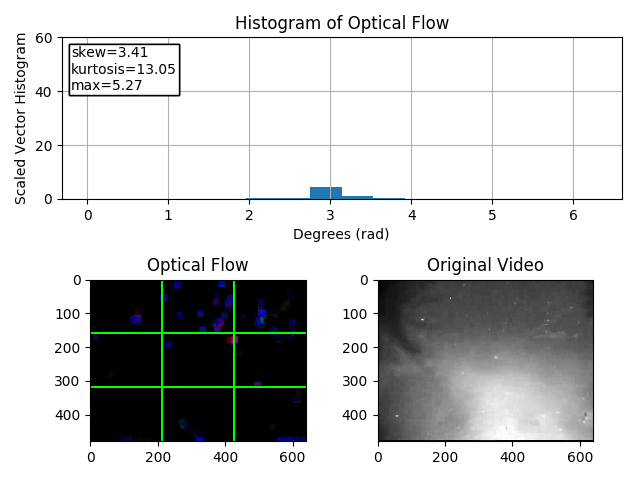 Histogram of Optical Flow
Scaled Vector Histogram
60
40
20
0
skew=3.41
kurtosis=13.05
max=5.27
0 1 2 3 4 5 6
Degrees (rad)
Optical Flow
0
100
200
300
400
0 200 400 600
Original Video
0
100
200
300
400
0 200 400 600